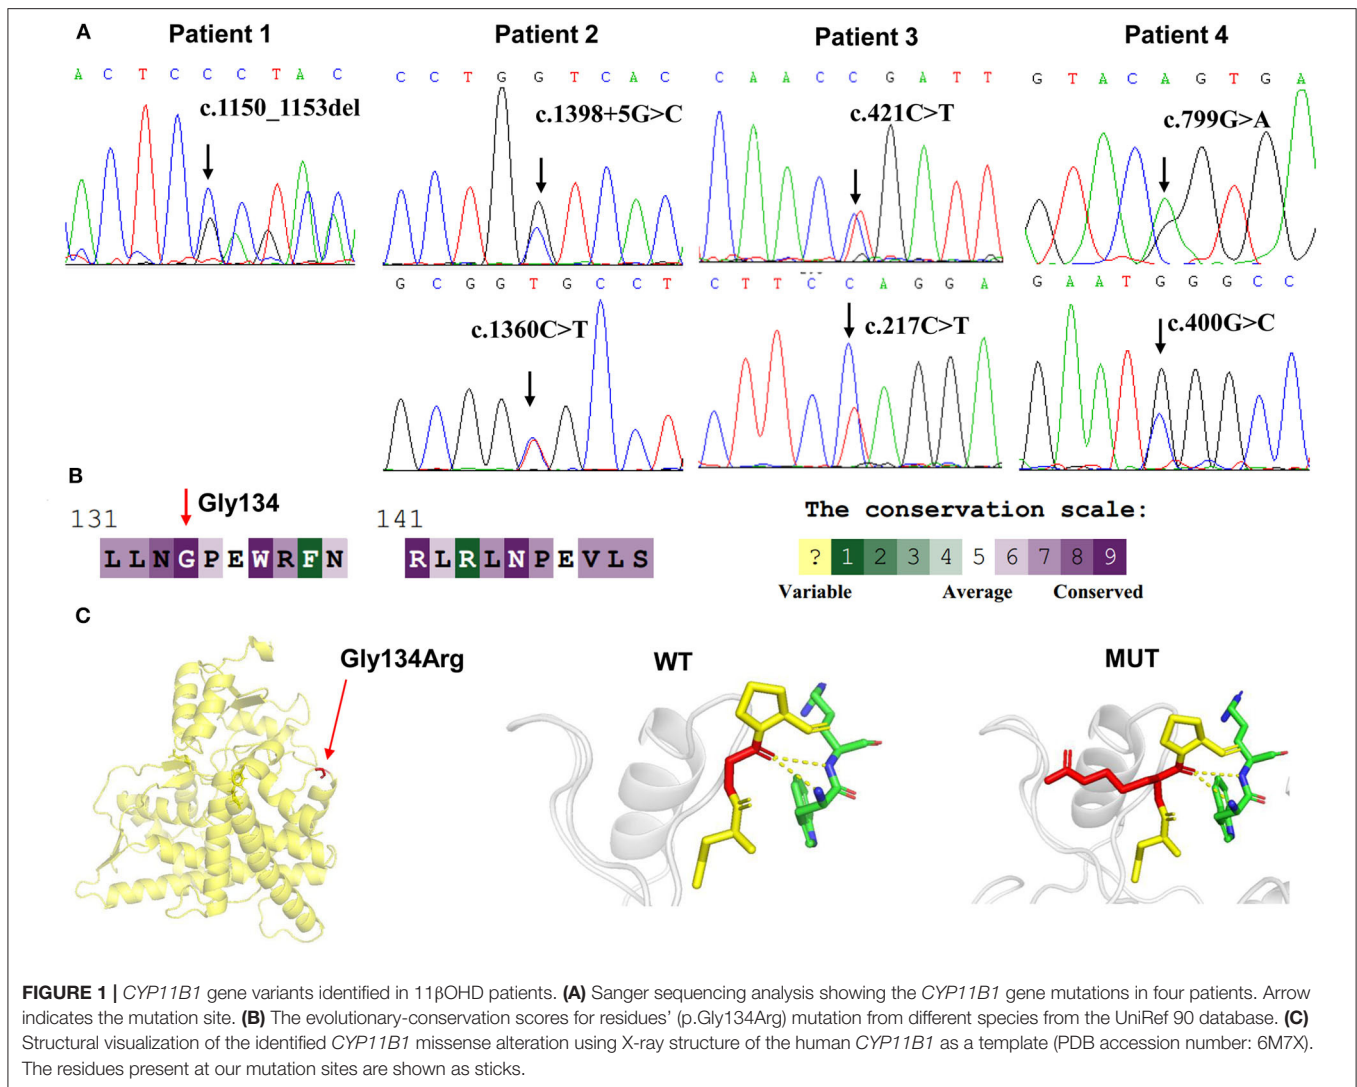 A
Patient 1
Patient 2
Patient 3
Patient 4
A C T C C C T A C
C C T G G T C A C
C A A C C G A T T
G T A C A G T G A
c.1150_1153del
c.1398+5G>C
c.421C>T
c.799G>A
G C G G T G C C T
C T T C C A G G A
G A A T G G G C C
c.1360C>T
c.217C>T
c.400G>C
B
Gly134
131
141
L L N G P E W R F N
R L R L N P E V L S
The conservation scale:
? 1 2 3 4 5 6 7 8 9
Variable Average Conserved
C
Gly134Arg
WT
MUT
FIGURE 1 | CYP11B1 gene variants identified in 11βOHD patients. (A) Sanger sequencing analysis showing the CYP11B1 gene mutations in four patients. Arrow
indicates the mutation site. (B) The evolutionary-conservation scores for residues' (p.Gly134Arg) mutation from different species from the UniRef 90 database. (C)
Structural visualization of the identified CYP11B1 missense alteration using X-ray structure of the human CYP11B1 as a template (PDB accession number: 6M7X).
The residues present at our mutation sites are shown as sticks.